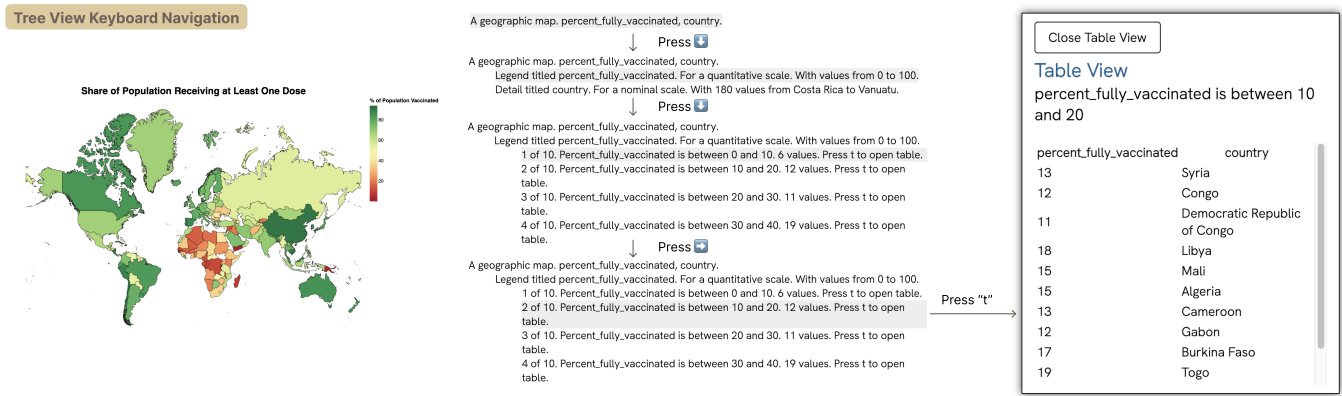 Tree View Keyboard Navigation
Share of Population Receiving at Least One Dose
% of Population Vaccinated
80
60
40
20
A geographic map. percent_fully_vaccinated, country.
Press ⬇
A geographic map. percent_fully_vaccinated, country.
Legend titled percent_fully_vaccinated. For a quantitative scale. With values from 0 to 100.
Detail titled country. For a nominal scale. With 180 values from Costa Rica to Vanuatu.
Press ⬇
A geographic map. percent_fully_vaccinated, country.
Legend titled percent_fully_vaccinated. For a quantitative scale. With values from 0 to 100.
1 of 10. Percent_fully_vaccinated is between 0 and 10. 6 values. Press t to open table.
2 of 10. Percent_fully_vaccinated is between 10 and 20. 12 values. Press t to open
table.
3 of 10. Percent_fully_vaccinated is between 20 and 30. 11 values. Press t to open
table.
4 of 10. Percent_fully_vaccinated is between 30 and 40. 19 values. Press t to open
table.
Press ➡
A geographic map. percent_fully_vaccinated, country.
Legend titled percent_fully_vaccinated. For a quantitative scale. With values from 0 to 100.
1 of 10. Percent_fully_vaccinated is between 0 and 10. 6 values. Press t to open table.
2 of 10. Percent_fully_vaccinated is between 10 and 20. 12 values. Press t to open
table.
3 of 10. Percent_fully_vaccinated is between 20 and 30. 11 values. Press t to open
table.
4 of 10. Percent_fully_vaccinated is between 30 and 40. 19 values. Press t to open
table.
Press “t”
Close Table View
Table View
percent_fully_vaccinated is between 10
and 20
percent_fully_vaccinated country
13 Syria
12 Congo
11 Democratic Republic
of Congo
18 Libya
15 Mali
15 Algeria
13 Cameroon
12 Gabon
17 Burkina Faso
19 Togo